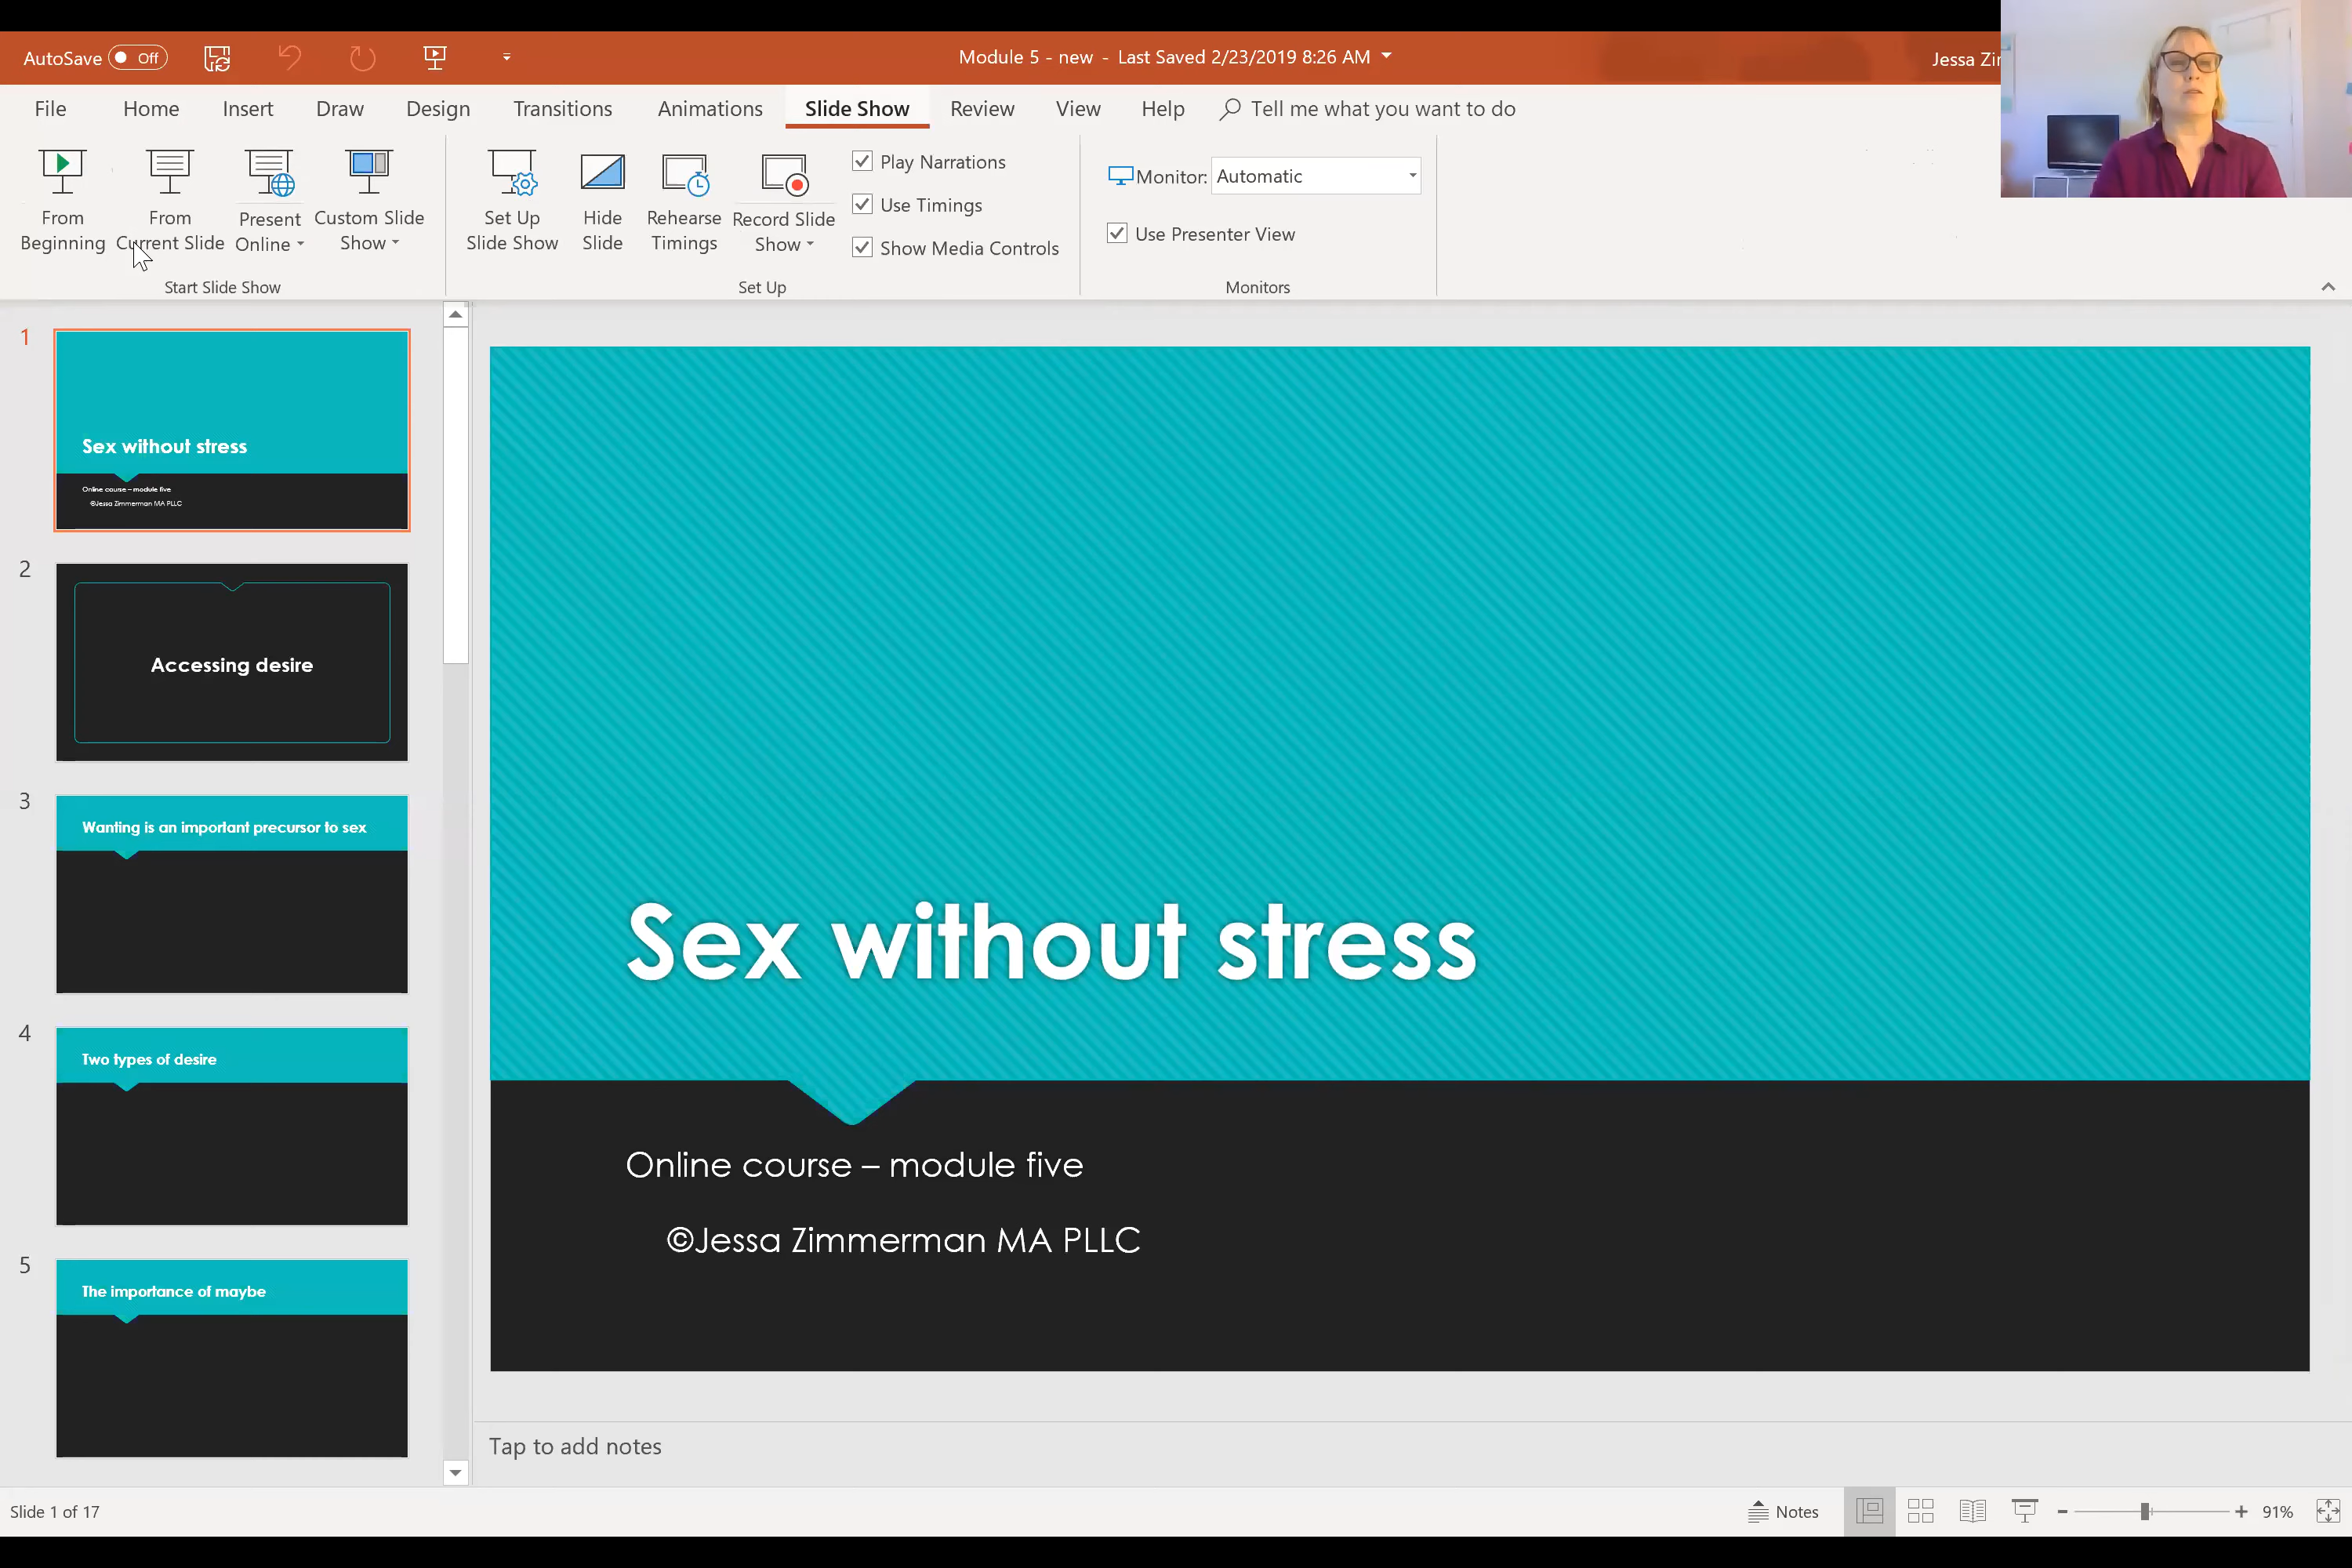 AutoSave Off
Module 5 - new - Last Saved 2/23/2019 8:26 AM
Jessa Zi
File Home Insert Draw Design Transitions Animations Slide Show Review View Help Tell me what you want to do
From Beginning
From Current Slide
Present Online
Custom Slide Show
Start Slide Show
Set Up Slide Show
Hide Slide
Rehearse Timings
Record Slide Show
Play Narrations
Use Timings
Show Media Controls
Set Up
Monitor: Automatic
Use Presenter View
Monitors
1
Sex without stress
Online course – module five
©Jessa Zimmerman MA PLLC
2
Accessing desire
3
Wanting is an important precursor to sex
4
Two types of desire
5
The importance of maybe
Sex without stress
Online course – module five
©Jessa Zimmerman MA PLLC
Tap to add notes
Slide 1 of 17
Notes
91%